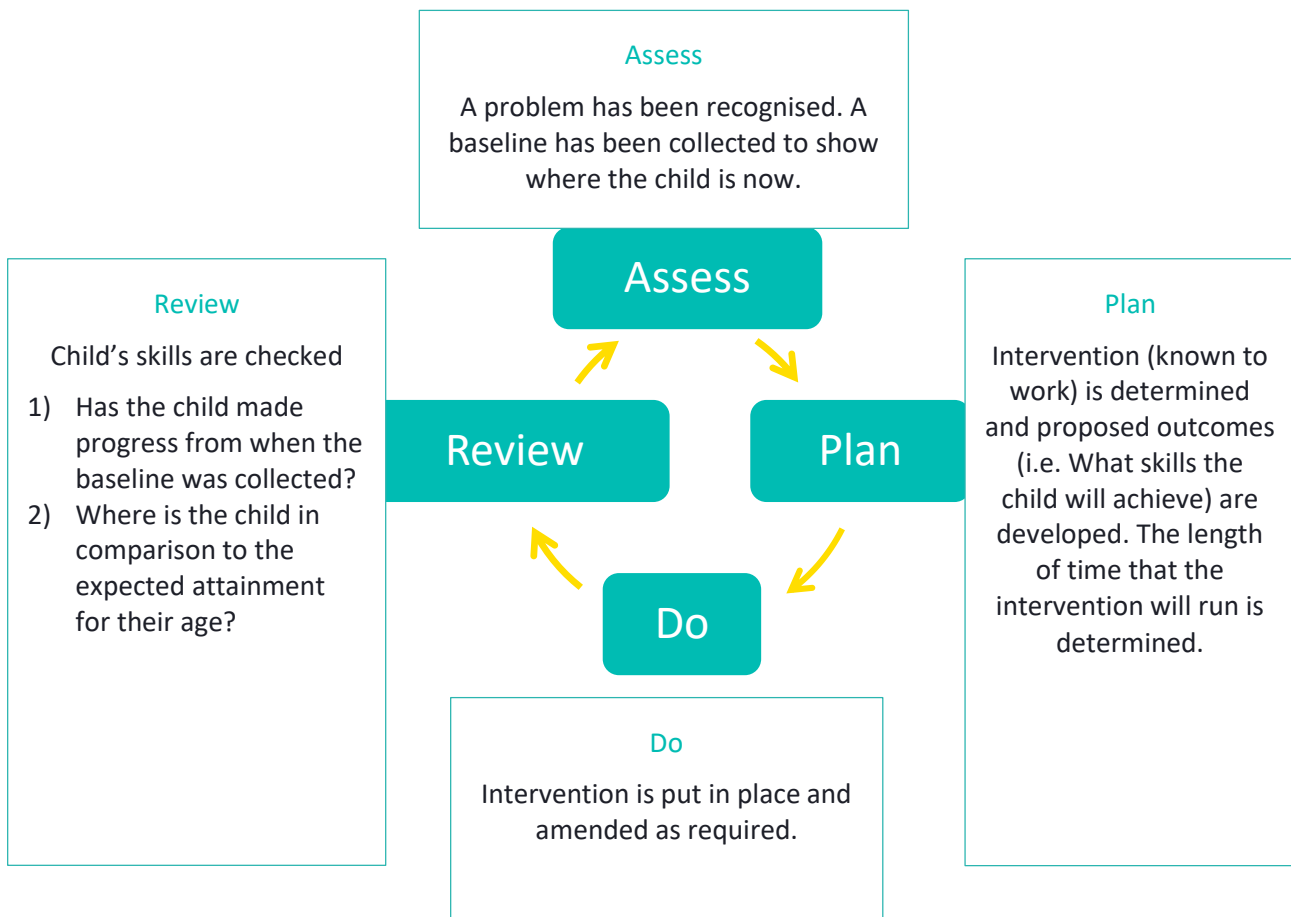 Assess
A problem has been recognised. A
baseline has been collected to show
where the child is now.
Assess
Review
Child’s skills are checked
1) Has the child made
progress from when the
baseline was collected?
2) Where is the child in
comparison to the
expected attainment
for their age?
Review
Plan
Plan
Intervention (known to
work) is determined
and proposed outcomes
(i.e. What skills the
child will achieve) are
developed. The length
of time that the
intervention will run is
determined.
Do
Do
Intervention is put in place and
amended as required.